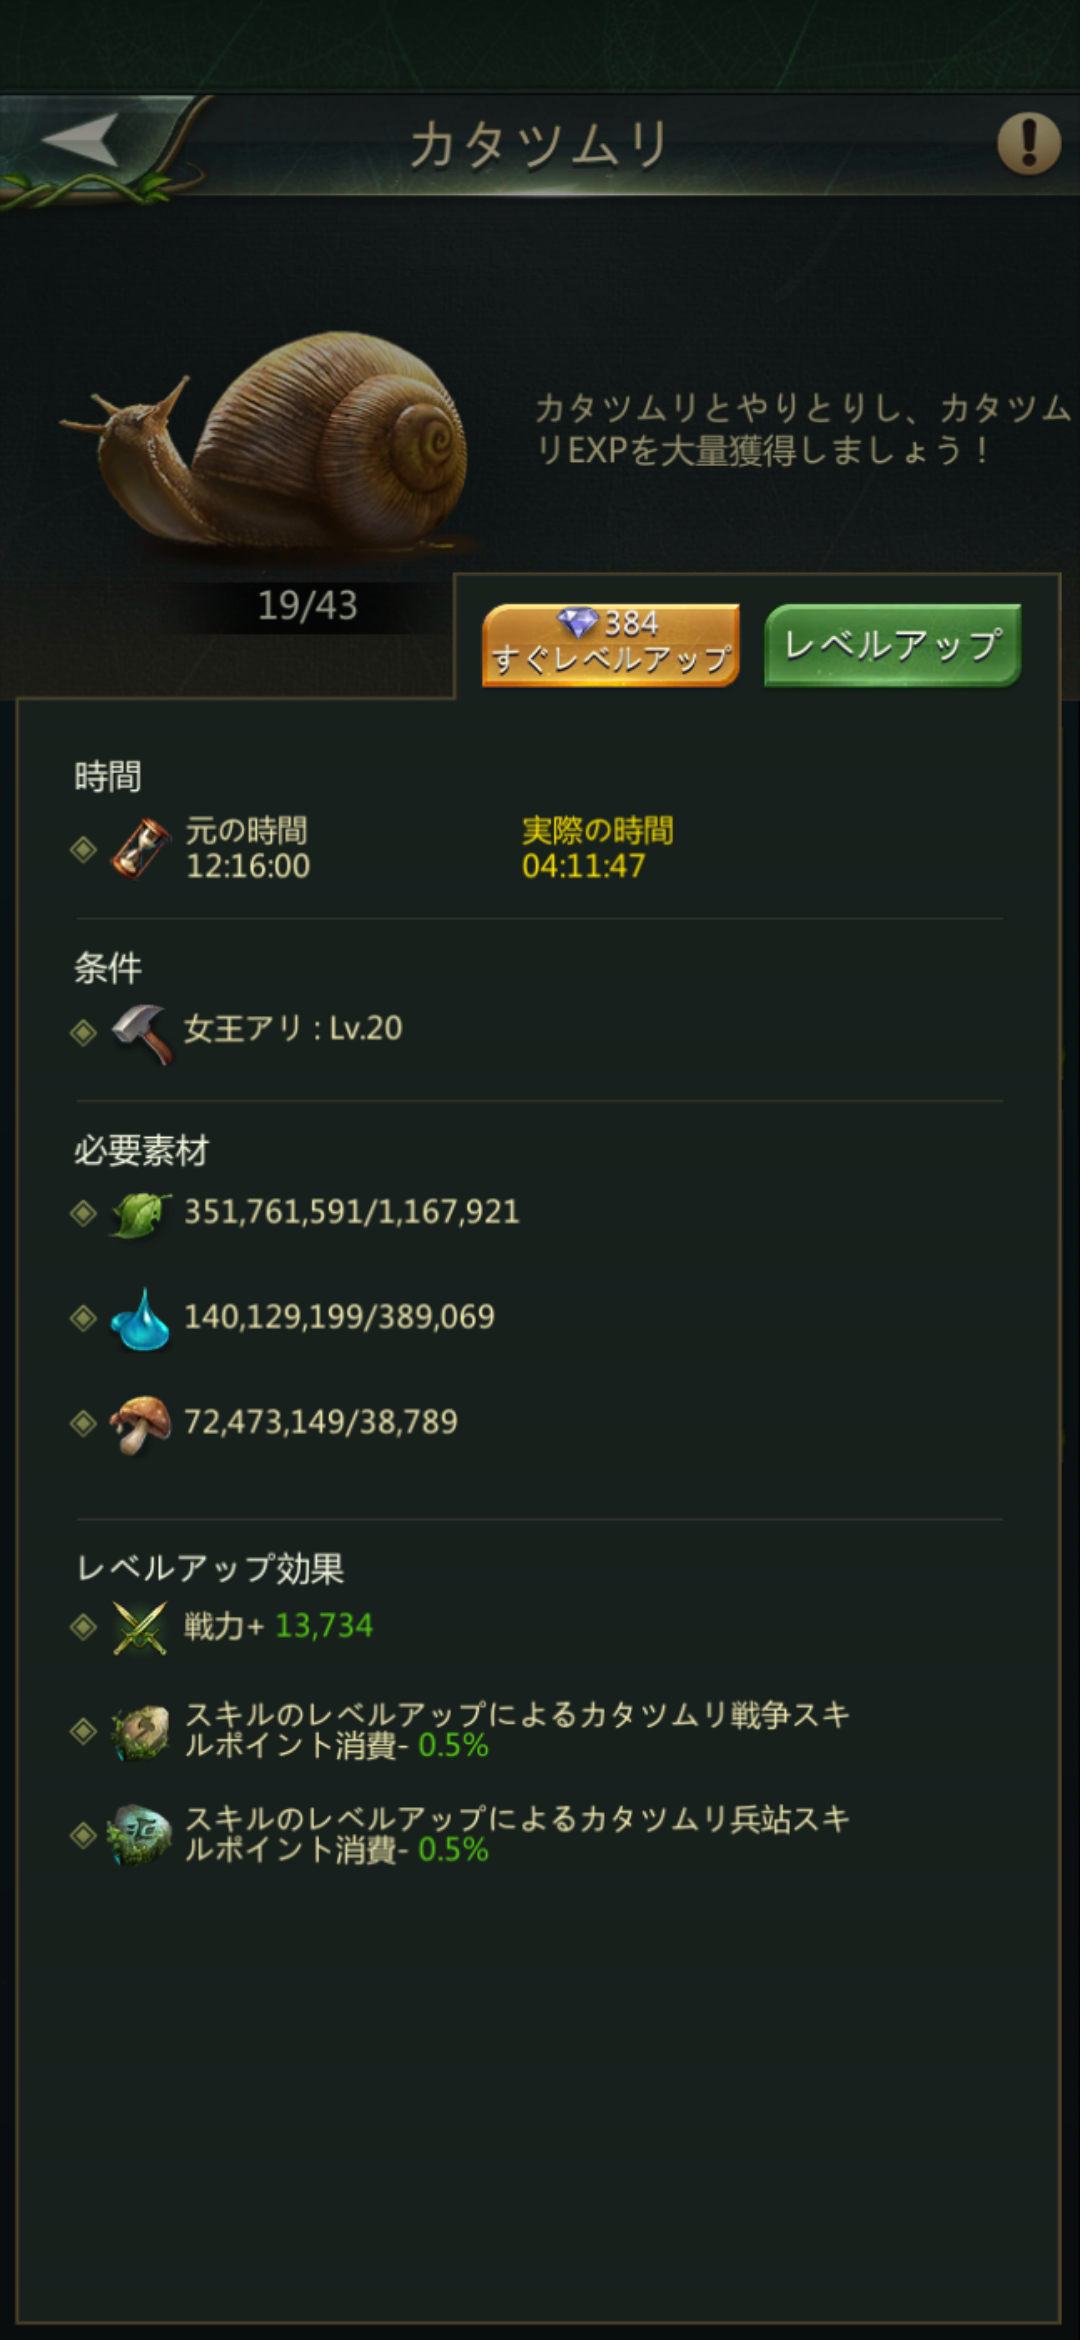 カタツムリ
カタツムリとやりとりし、カタツム
リEXPを大量獲得しましょう！
19/43
384
すぐレベルアップ
レベルアップ
時間
元の時間
実際の時間
12:16:00
04:11:47
条件
女王アリ : Lv.20
必要素材
351,761,591/1,167,921
140,129,199/389,069
72,473,149/38,789
レベルアップ効果
戦力+ 13,734
スキルのレベルアップによるカタツムリ戦争スキ
ルポイント消費- 0.5%
スキルのレベルアップによるカタツムリ兵站スキ
ルポイント消費- 0.5%